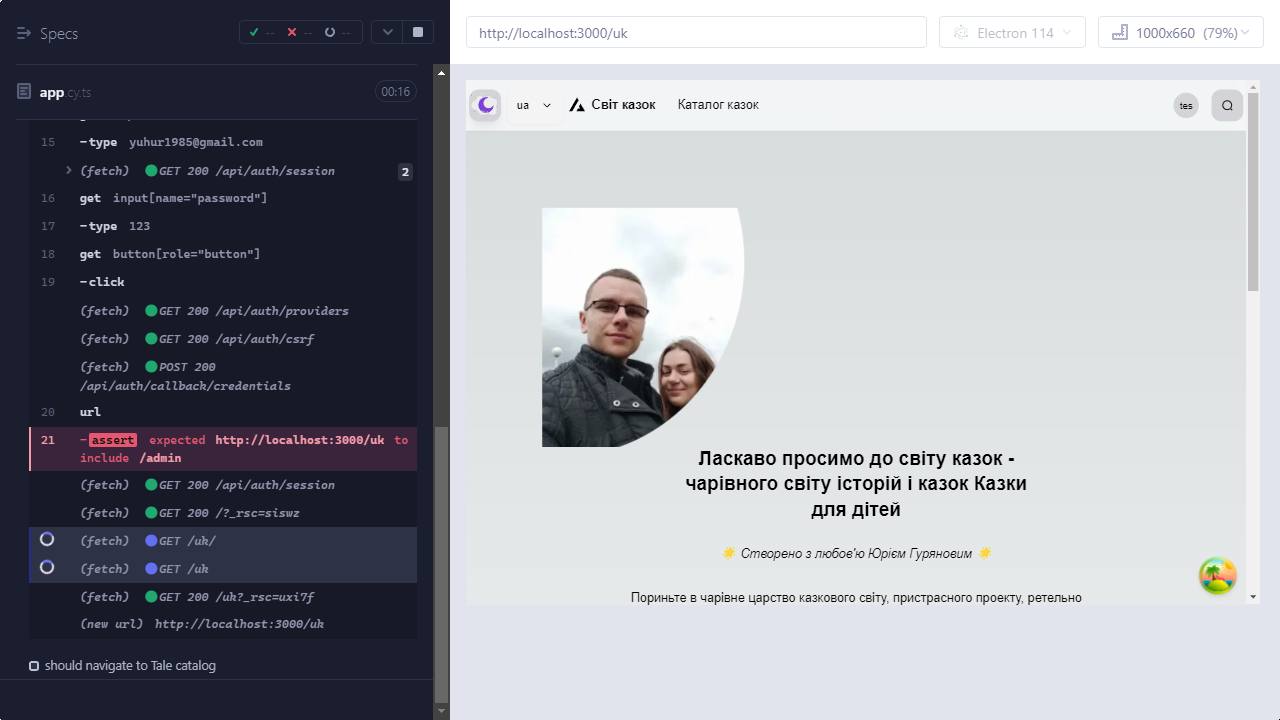 Specs
--
--
--
app.cy.ts
00:16
15 -type yuhur1985@gmail.com
(fetch) GET 200 /api/auth/session 2
16 get input[name="password"]
17 -type 123
18 get button[role="button"]
19 -click
(fetch) GET 200 /api/auth/providers
(fetch) GET 200 /api/auth/csrf
(fetch) POST 200
/api/auth/callback/credentials
20 url
21 -assert expected http://localhost:3000/uk to
include /admin
(fetch) GET 200 /api/auth/session
(fetch) GET 200 /?_rsc=siswz
(fetch) GET /uk/
(fetch) GET /uk
(fetch) GET 200 /uk?_rsc=uxi7f
(new url) http://localhost:3000/uk
should navigate to Tale catalog
http://localhost:3000/uk
Electron 114
1000x660 (79%)
ua
Світ казок
Каталог казок
tes
Ласкаво просимо до світу казок -
чарівного світу історій і казок Казки
для дітей
Створено з любов'ю Юрієм Гуряновим
Пориньте в чарівне царство казкового світу, пристрасного проекту, ретельно